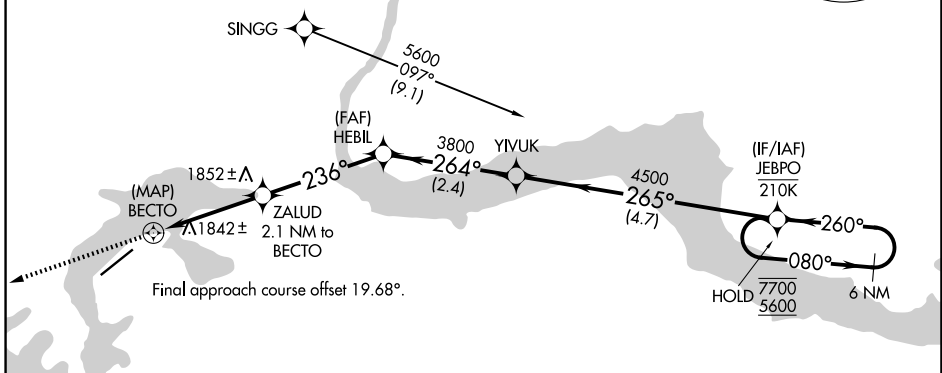 SINGG
5600
097°
(9.1)
(FAF)
HEBIL
3800
264°
(2.4)
YIVUK
4500
265°
(4.7)
(IF/IAF)
JEBPO
210K
260°
080°
6 NM
HOLD
7700
5600
236°
1852±
ZALUD
2.1 NM to
BECTO
(MAP)
BECTO
1842±
Final approach course offset 19.68°.